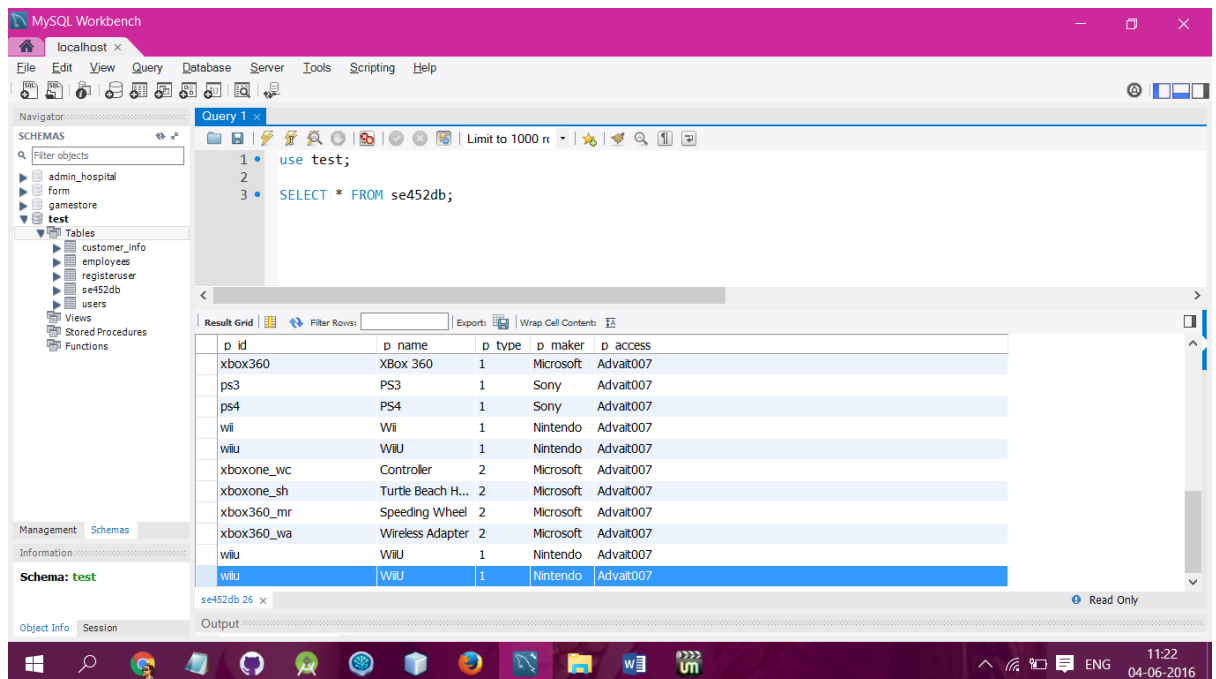 MySQL Workbench
localhost ×
File Edit View Query Database Server Tools Scripting Help
Navigator
Query 1 ×
SCHEMAS
Filter objects
admin_hospital
form
gamestore
test
Tables
customer_info
employees
registeruser
se452db
users
Views
Stored Procedures
Functions
Management Schemas
Information
Schema: test
Object Info Session
Limit to 1000 r
1 use test;
2
3 SELECT * FROM se452db;
Result Grid Filter Rows: Export: Wrap Cell Content:
p_id p_name p_type p_maker p_access
xbox360 XBox 360 1 Microsoft Advait007
ps3 PS3 1 Sony Advait007
ps4 PS4 1 Sony Advait007
wii Wii 1 Nintendo Advait007
wiiu WiiU 1 Nintendo Advait007
xboxone_wc Controller 2 Microsoft Advait007
xboxone_sh Turtle Beach H... 2 Microsoft Advait007
xbox360_mr Speeding Wheel 2 Microsoft Advait007
xbox360_wa Wireless Adapter 2 Microsoft Advait007
wiiu WiiU 1 Nintendo Advait007
wiiu WiiU 1 Nintendo Advait007
se452db 26 × Read Only
Output
ENG 11:22
04-06-2016